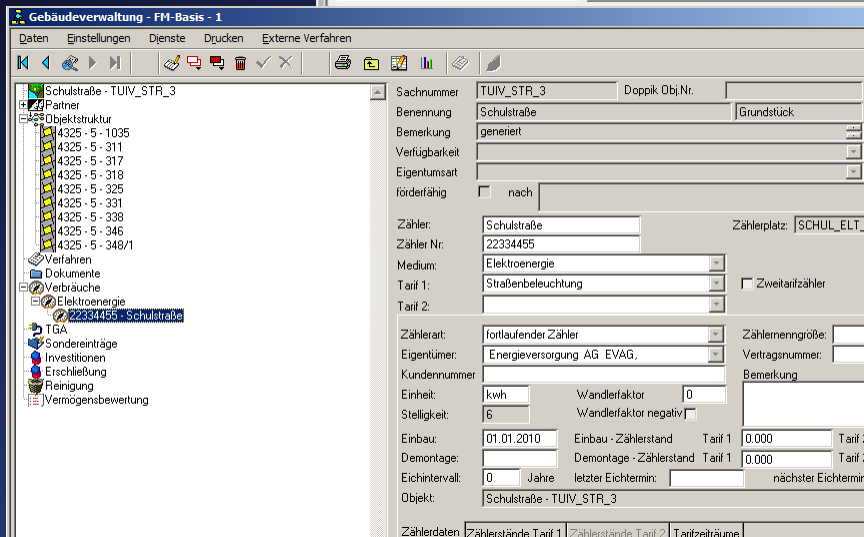 Gebäudeverwaltung - FM-Basis - 1
Daten Einstellungen Dienste Drucken Externe Verfahren
Schulstraße - TUIV_STR_3
Partner
Objektstruktur
4325 - 5 - 1035
4325 - 5 - 311
4325 - 5 - 317
4325 - 5 - 318
4325 - 5 - 325
4325 - 5 - 331
4325 - 5 - 338
4325 - 5 - 346
4325 - 5 - 348/1
Verfahren
Dokumente
Verbräuche
Elektroenergie
22334455 - Schulstraße
TGA
Sondereinträge
Investitionen
Erschließung
Reinigung
Vermögensbewertung
Sachnummer TUIV_STR_3 Doppik Obj.Nr.
Benennung Schulstraße Grundstück
Bemerkung generiert
Verfügbarkeit
Eigentumsart
förderfähig nach
Zähler: Schulstraße Zählerplatz: SCHUL_ELT_
Zähler Nr: 22334455
Medium: Elektroenergie
Tarif 1: Straßenbeleuchtung Zweitarifzähler
Tarif 2:
Zählerart: fortlaufender Zähler Zählernenngröße:
Eigentümer: Energieversorgung AG EVAG, Vertragsnummer:
Kundennummer Bemerkung
Einheit: kwh Wandlerfaktor 0
Stelligkeit: 6 Wandlerfaktor negativ
Einbau: 01.01.2010 Einbau - Zählerstand Tarif 1 0.000 Tarif
Demontage: Demontage - Zählerstand Tarif 1 0.000 Tarif
Eichintervall: 0 Jahre letzter Eichtermin: nächster Eichtermin
Objekt: Schulstraße - TUIV_STR_3
Zählerdaten Zählerstände Tarif 1 Zählerstände Tarif 2 Tarifzeiträume